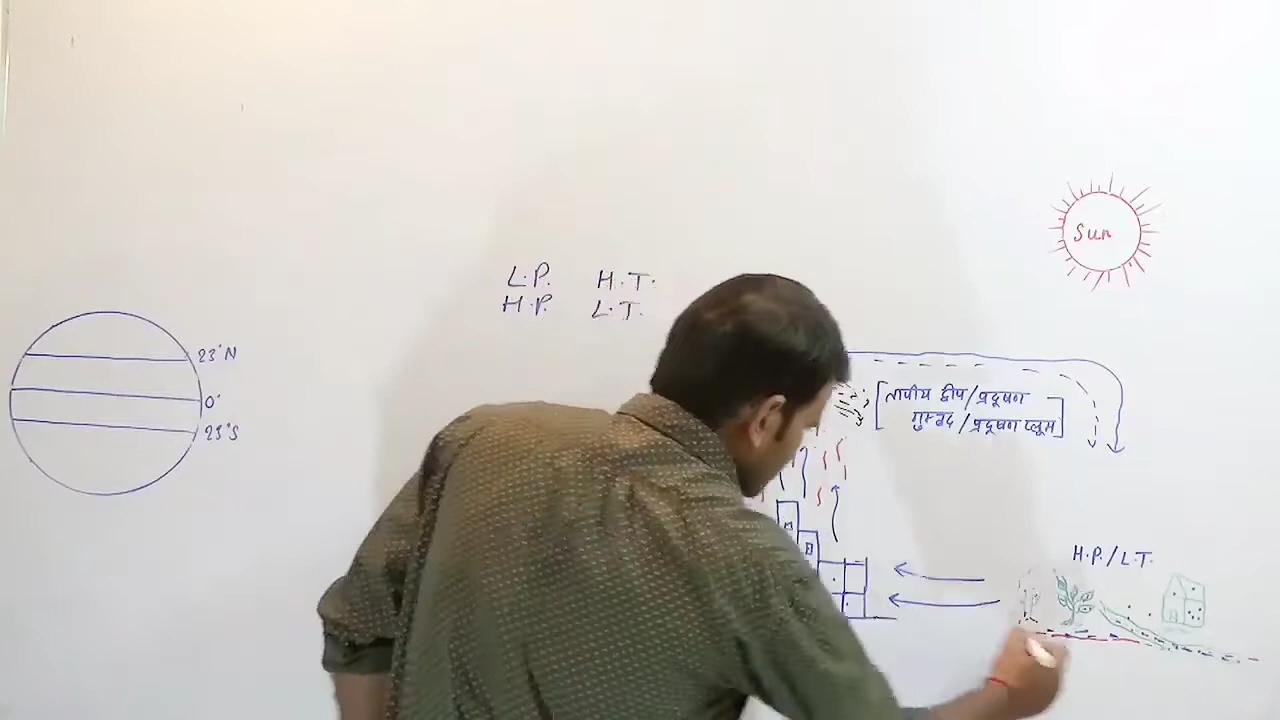 Sun
L.P. H.T.
H.P. L.T.
23°N
0°
23°S
[तापीय द्वीप/प्रदूषण
गुम्बद/प्रदूषण प्लूम]
H.P./L.T.